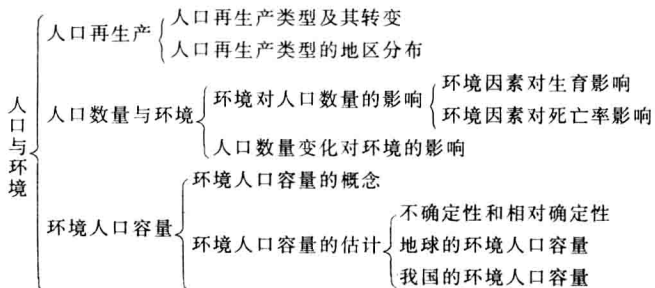 人口与环境
人口再生产
人口再生产类型及其转变
人口再生产类型的地区分布
人口数量与环境
环境对人口数量的影响
环境因素对生育影响
环境因素对死亡率影响
人口数量变化对环境的影响
环境人口容量
环境人口容量的概念
环境人口容量的估计
不确定性和相对确定性
地球的环境人口容量
我国的环境人口容量